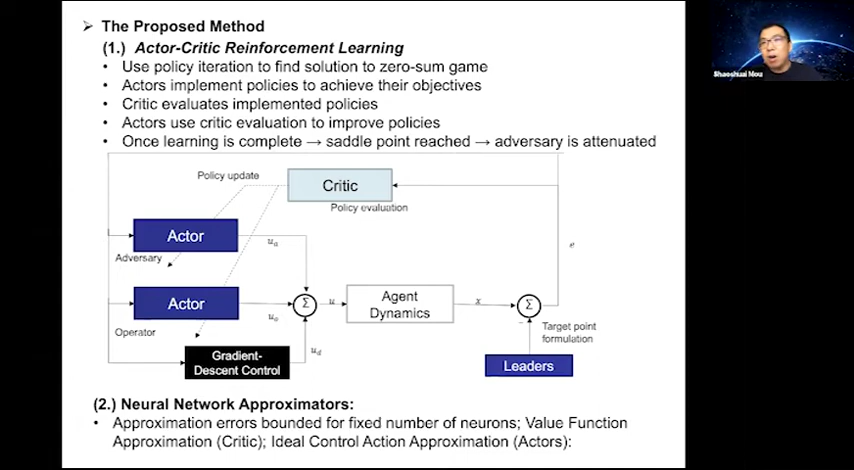 ➢ The Proposed Method
(1.) Actor-Critic Reinforcement Learning
• Use policy iteration to find solution to zero-sum game
• Actors implement policies to achieve their objectives
• Critic evaluates implemented policies
• Actors use critic evaluation to improve policies
• Once learning is complete → saddle point reached → adversary is attenuated
Shaoshuai Mou
Policy update
Critic
Policy evaluation
Actor
u_a
Adversary
e
Actor
u_o
Σ
u
Agent
Dynamics
x
Σ
Operator
Target point
formulation
Gradient-
Descent Control
u_d
Leaders
(2.) Neural Network Approximators:
• Approximation errors bounded for fixed number of neurons; Value Function
Approximation (Critic); Ideal Control Action Approximation (Actors):